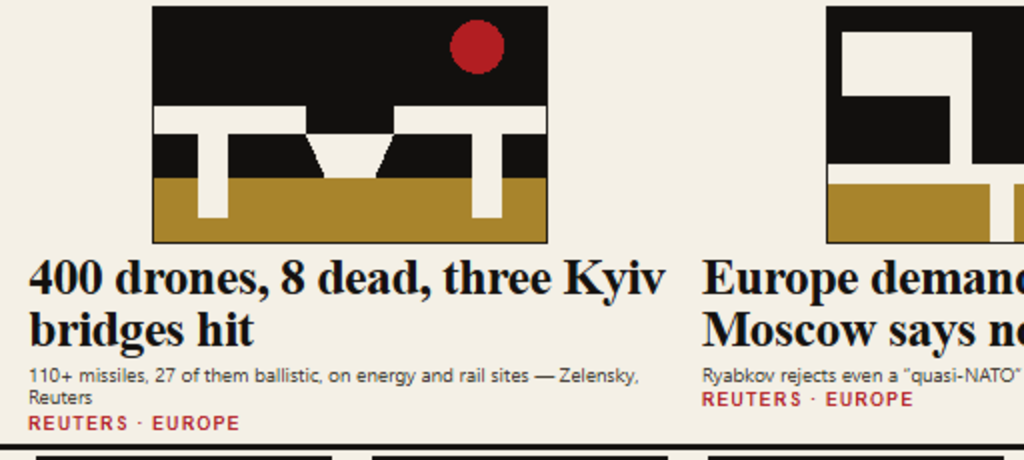 400 drones, 8 dead, three Kyiv
bridges hit
110+ missiles, 27 of them ballistic, on energy and rail sites — Zelensky,
Reuters
REUTERS · EUROPE
Europe
Moscow says
Ryabkov rejects even a “quasi-NATO”
REUTERS · EUROPE